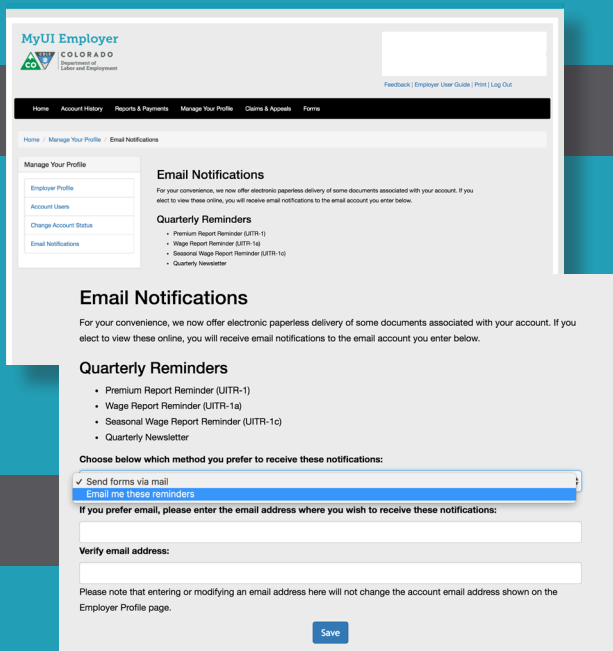 MyUI Employer
CO
CDLE
COLORADO
Department of
Labor and Employment
Feedback | Employer User Guide | Print | Log Out
Home Account History Reports & Payments Manage Your Profile Claims & Appeals Forms
Home / Manage Your Profile / Email Notifications
Manage Your Profile
Employer Profile
Account Users
Change Account Status
Email Notifications
Email Notifications
For your convenience, we now offer electronic paperless delivery of some documents associated with your account. If you
elect to view these online, you will receive email notifications to the email account you enter below.
Quarterly Reminders
• Premium Report Reminder (UITR-1)
• Wage Report Reminder (UITR-1a)
• Seasonal Wage Report Reminder (UITR-1c)
• Quarterly Newsletter
Email Notifications
For your convenience, we now offer electronic paperless delivery of some documents associated with your account. If you
elect to view these online, you will receive email notifications to the email account you enter below.
Quarterly Reminders
• Premium Report Reminder (UITR-1)
• Wage Report Reminder (UITR-1a)
• Seasonal Wage Report Reminder (UITR-1c)
• Quarterly Newsletter
Choose below which method you prefer to receive these notifications:
✓ Send forms via mail
Email me these reminders
If you prefer email, please enter the email address where you wish to receive these notifications:
Verify email address:
Please note that entering or modifying an email address here will not change the account email address shown on the
Employer Profile page.
Save